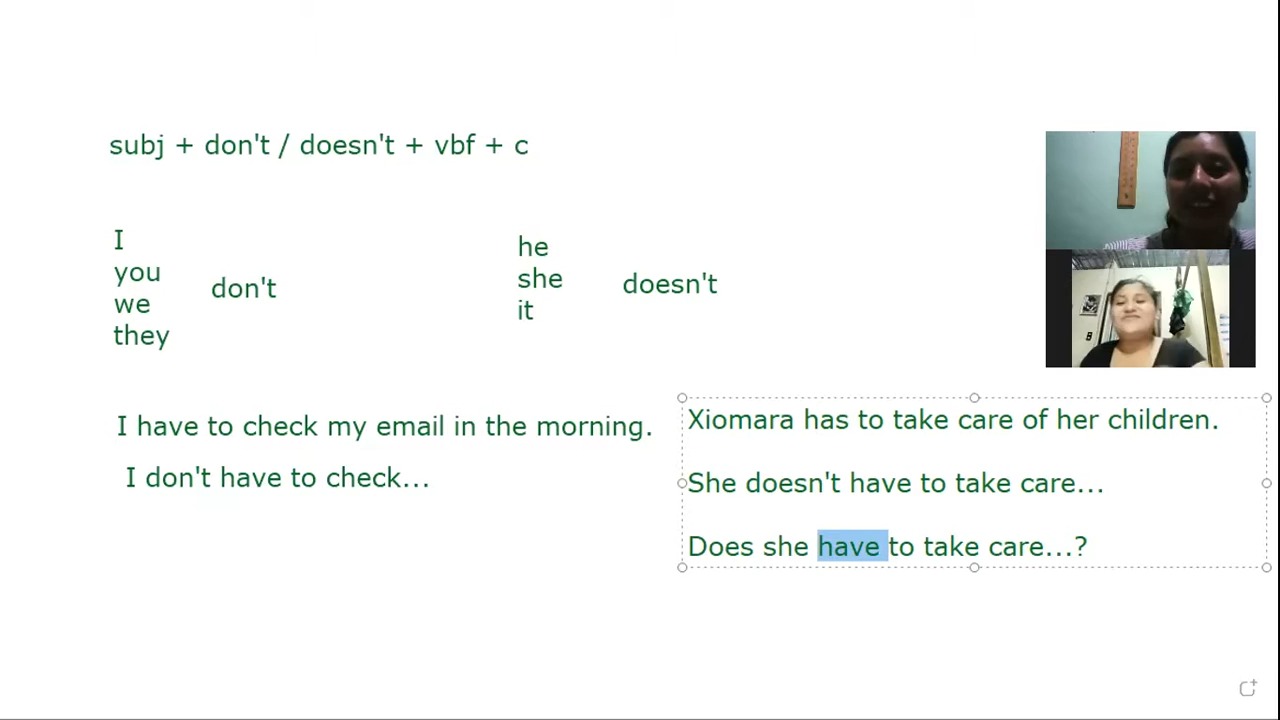 subj + don't / doesn't + vbf + c
I
you
we
they
don't
he
she
it
doesn't
I have to check my email in the morning.
I don't have to check...
Xiomara has to take care of her children.
She doesn't have to take care...
Does she have to take care...?